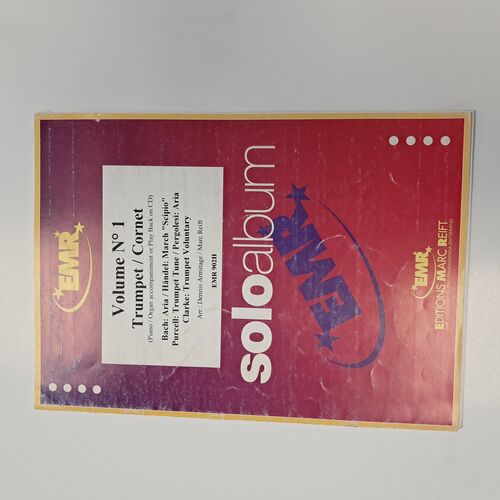 EMR
Volume N° 1
Trumpet / Cornet
(Piano / Organ accompaniment or Play Back on CD)
Bach: Aria / Händel: March "Scipio"
Purcell: Trumpet Tune / Pergolesi: Aria
Clarke: Trumpet Voluntary
Arr.: Dennis Armitage / Marc Reift
EMR 902H
soloalbum
EMR
EMR
EDITIONS MARC REIFT